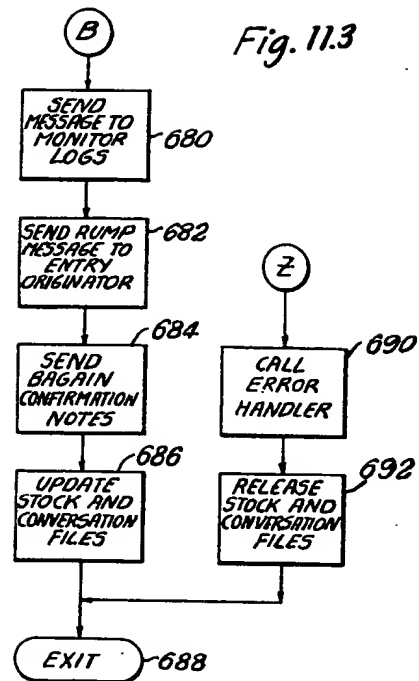 B
Fig. 11.3
SEND
MESSAGE TO
MONITOR
LOGS
680
SEND RUMP
MESSAGE TO
ENTRY
ORIGINATOR
682
Z
SEND
BAGAIN
CONFIRMATION
NOTES
684
CALL
ERROR
HANDLER
690
UPDATE
STOCK AND
CONVERSATION
FILES
686
RELEASE
STOCK AND
CONVERSATION
FILES
692
EXIT
688